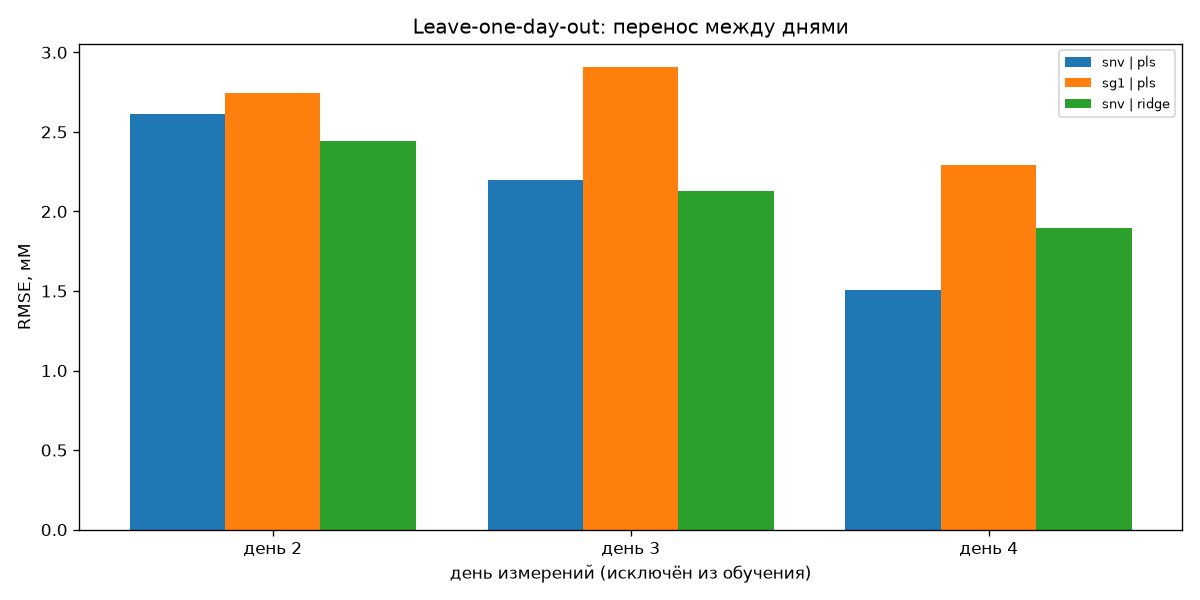 Leave-one-day-out: перенос между днями
snv | pls
sg1 | pls
snv | ridge
RMSE, мМ
3.0
2.5
2.0
1.5
1.0
0.5
0.0
день 2
день 3
день 4
день измерений (исключён из обучения)